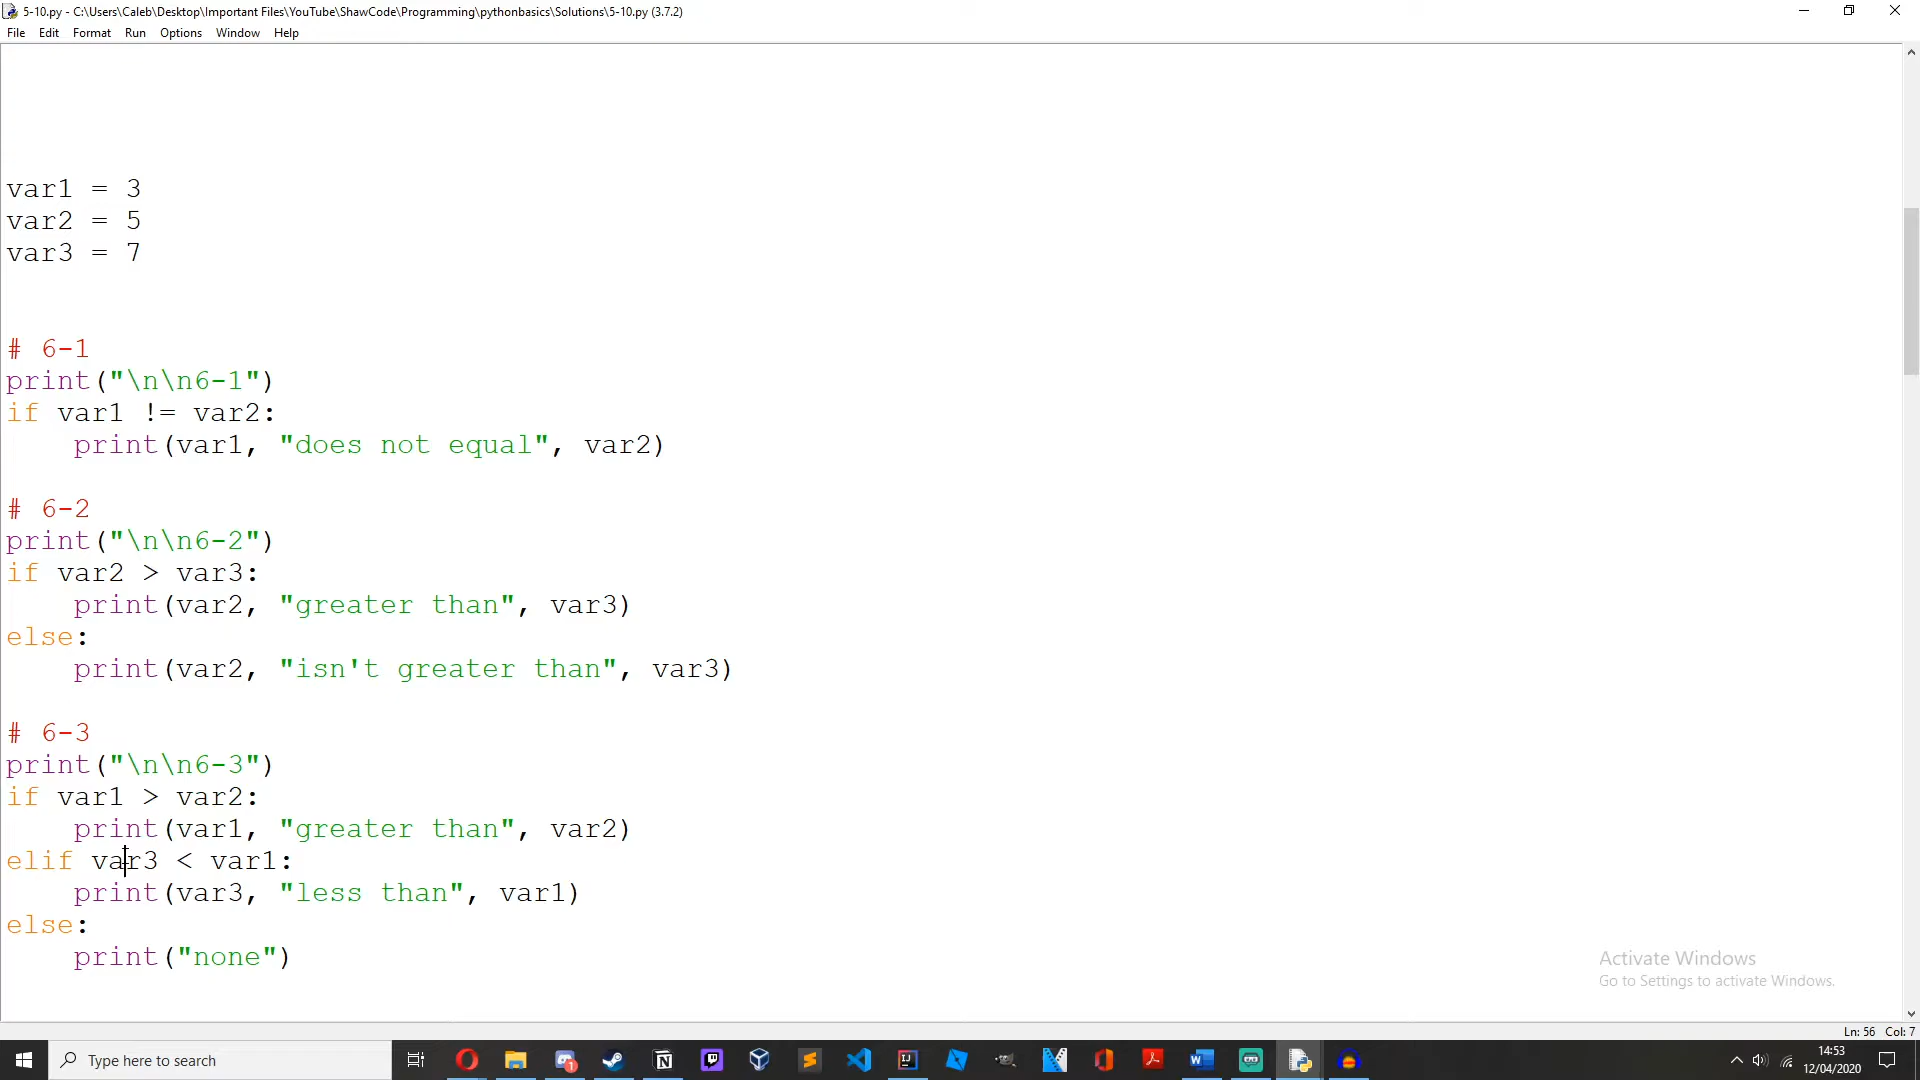 5-10.py - C:\Users\Caleb\Desktop\Important Files\YouTube\ShawCode\Programming\pythonbasics\Solutions\5-10.py (3.7.2)
File Edit Format Run Options Window Help
var1 = 3
var2 = 5
var3 = 7
# 6-1
print("\n\n6-1")
if var1 != var2:
    print(var1, "does not equal", var2)
# 6-2
print("\n\n6-2")
if var2 > var3:
    print(var2, "greater than", var3)
else:
    print(var2, "isn't greater than", var3)
# 6-3
print("\n\n6-3")
if var1 > var2:
    print(var1, "greater than", var2)
elif var3 < var1:
    print(var3, "less than", var1)
else:
    print("none")
Activate Windows
Go to Settings to activate Windows.
Ln: 56 Col: 7
Type here to search
14:53
12/04/2020